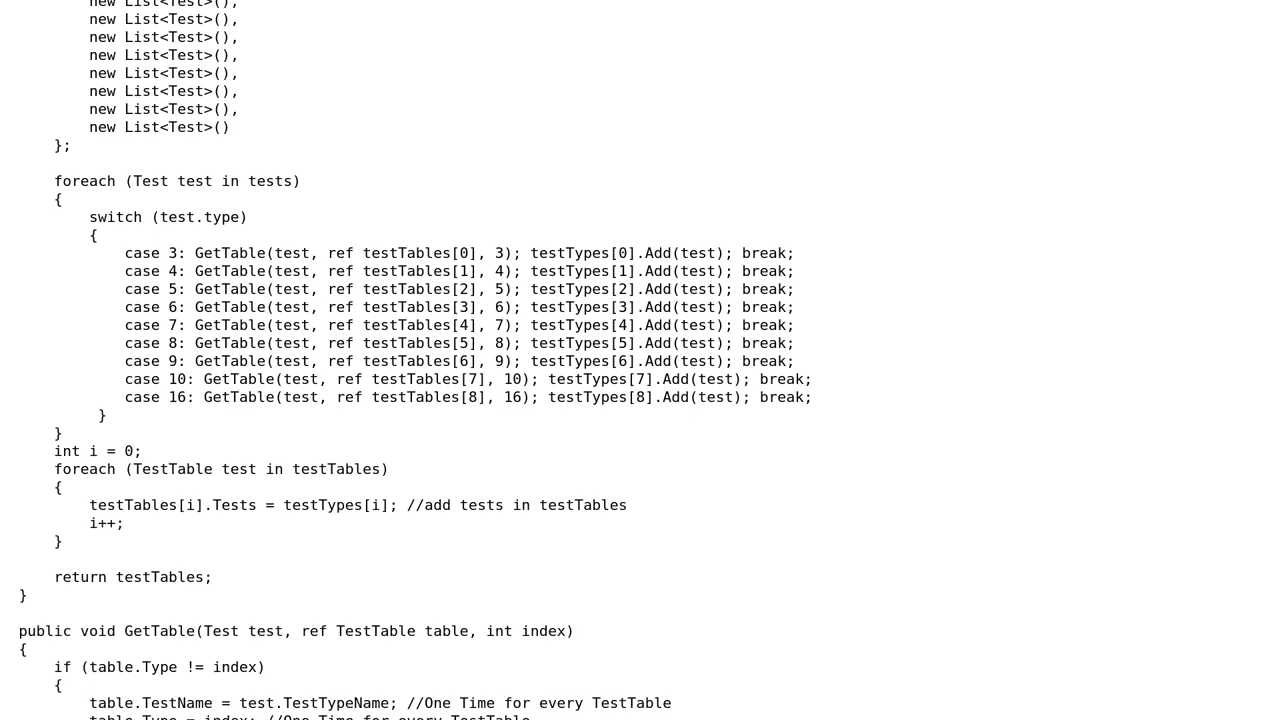 new List<Test>(),
new List<Test>(),
new List<Test>(),
new List<Test>(),
new List<Test>(),
new List<Test>(),
new List<Test>(),
new List<Test>()
};
foreach (Test test in tests)
{
switch (test.type)
{
case 3: GetTable(test, ref testTables[0], 3); testTypes[0].Add(test); break;
case 4: GetTable(test, ref testTables[1], 4); testTypes[1].Add(test); break;
case 5: GetTable(test, ref testTables[2], 5); testTypes[2].Add(test); break;
case 6: GetTable(test, ref testTables[3], 6); testTypes[3].Add(test); break;
case 7: GetTable(test, ref testTables[4], 7); testTypes[4].Add(test); break;
case 8: GetTable(test, ref testTables[5], 8); testTypes[5].Add(test); break;
case 9: GetTable(test, ref testTables[6], 9); testTypes[6].Add(test); break;
case 10: GetTable(test, ref testTables[7], 10); testTypes[7].Add(test); break;
case 16: GetTable(test, ref testTables[8], 16); testTypes[8].Add(test); break;
}
}
int i = 0;
foreach (TestTable test in testTables)
{
testTables[i].Tests = testTypes[i]; //add tests in testTables
i++;
}
return testTables;
}
public void GetTable(Test test, ref TestTable table, int index)
{
if (table.Type != index)
{
table.TestName = test.TestTypeName; //One Time for every TestTable
table.Type = index; //One Time for every TestTable